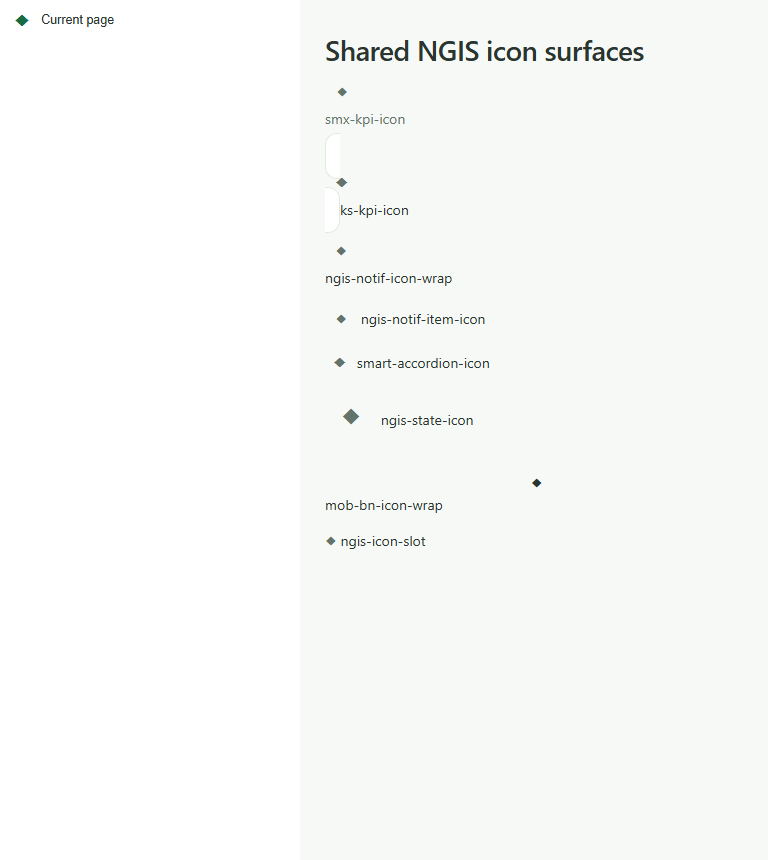 Current page
Shared NGIS icon surfaces
smx-kpi-icon
ks-kpi-icon
ngis-notif-icon-wrap
ngis-notif-item-icon
smart-accordion-icon
ngis-state-icon
mob-bn-icon-wrap
ngis-icon-slot